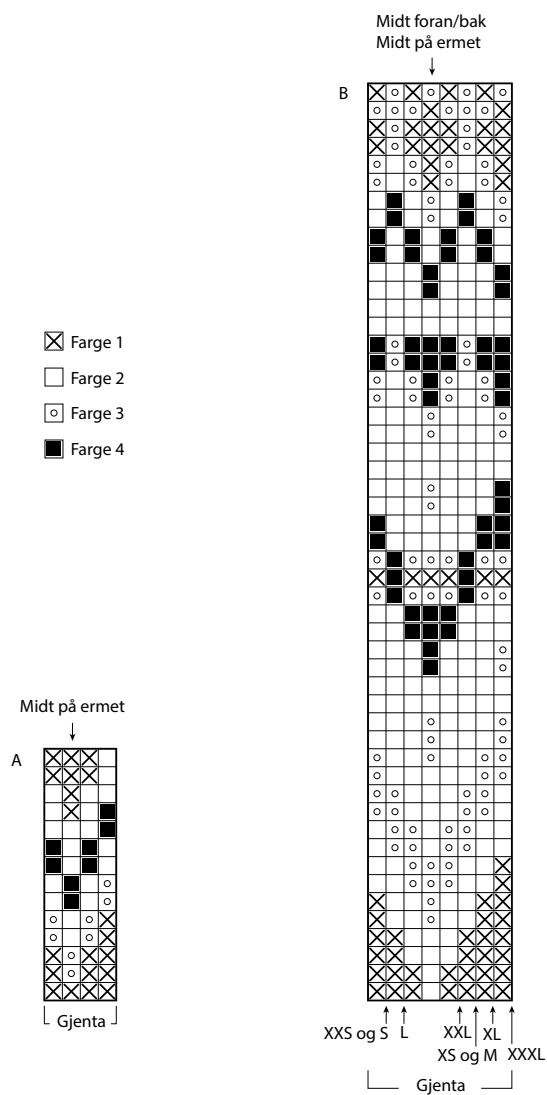 Midt foran/bak
Midt på ermet
B
Farge 1
Farge 2
Farge 3
Farge 4
Midt på ermet
A
Gjenta
XXS og S
L
XXL
XL
XS og M
XXXL
Gjenta